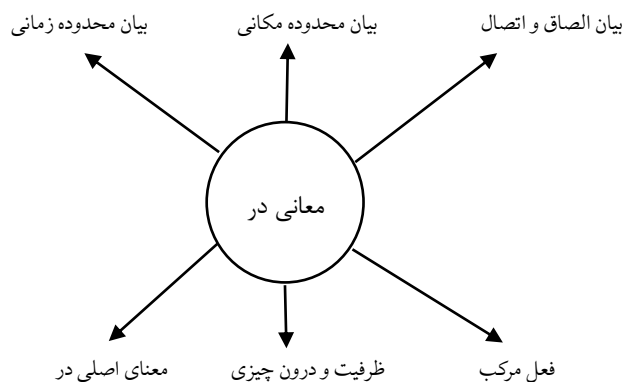 بیان الصاق و اتصال
بیان محدوده مکانی
بیان محدوده زمانی
معانی در
فعل مرکب
ظرفیت و درون چیزی
معنای اصلی در